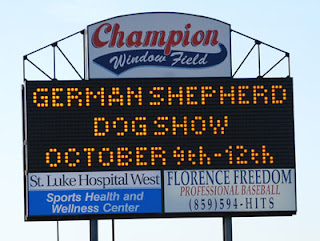 Champion
Window Field
GERMAN SHEPHERD
DOG SHOW
OCTOBER 9th-12th
St. Luke Hospital West
Sports Health and
Wellness Center
FLORENCE FREEDOM
PROFESSIONAL BASEBALL
(859)594-HITS